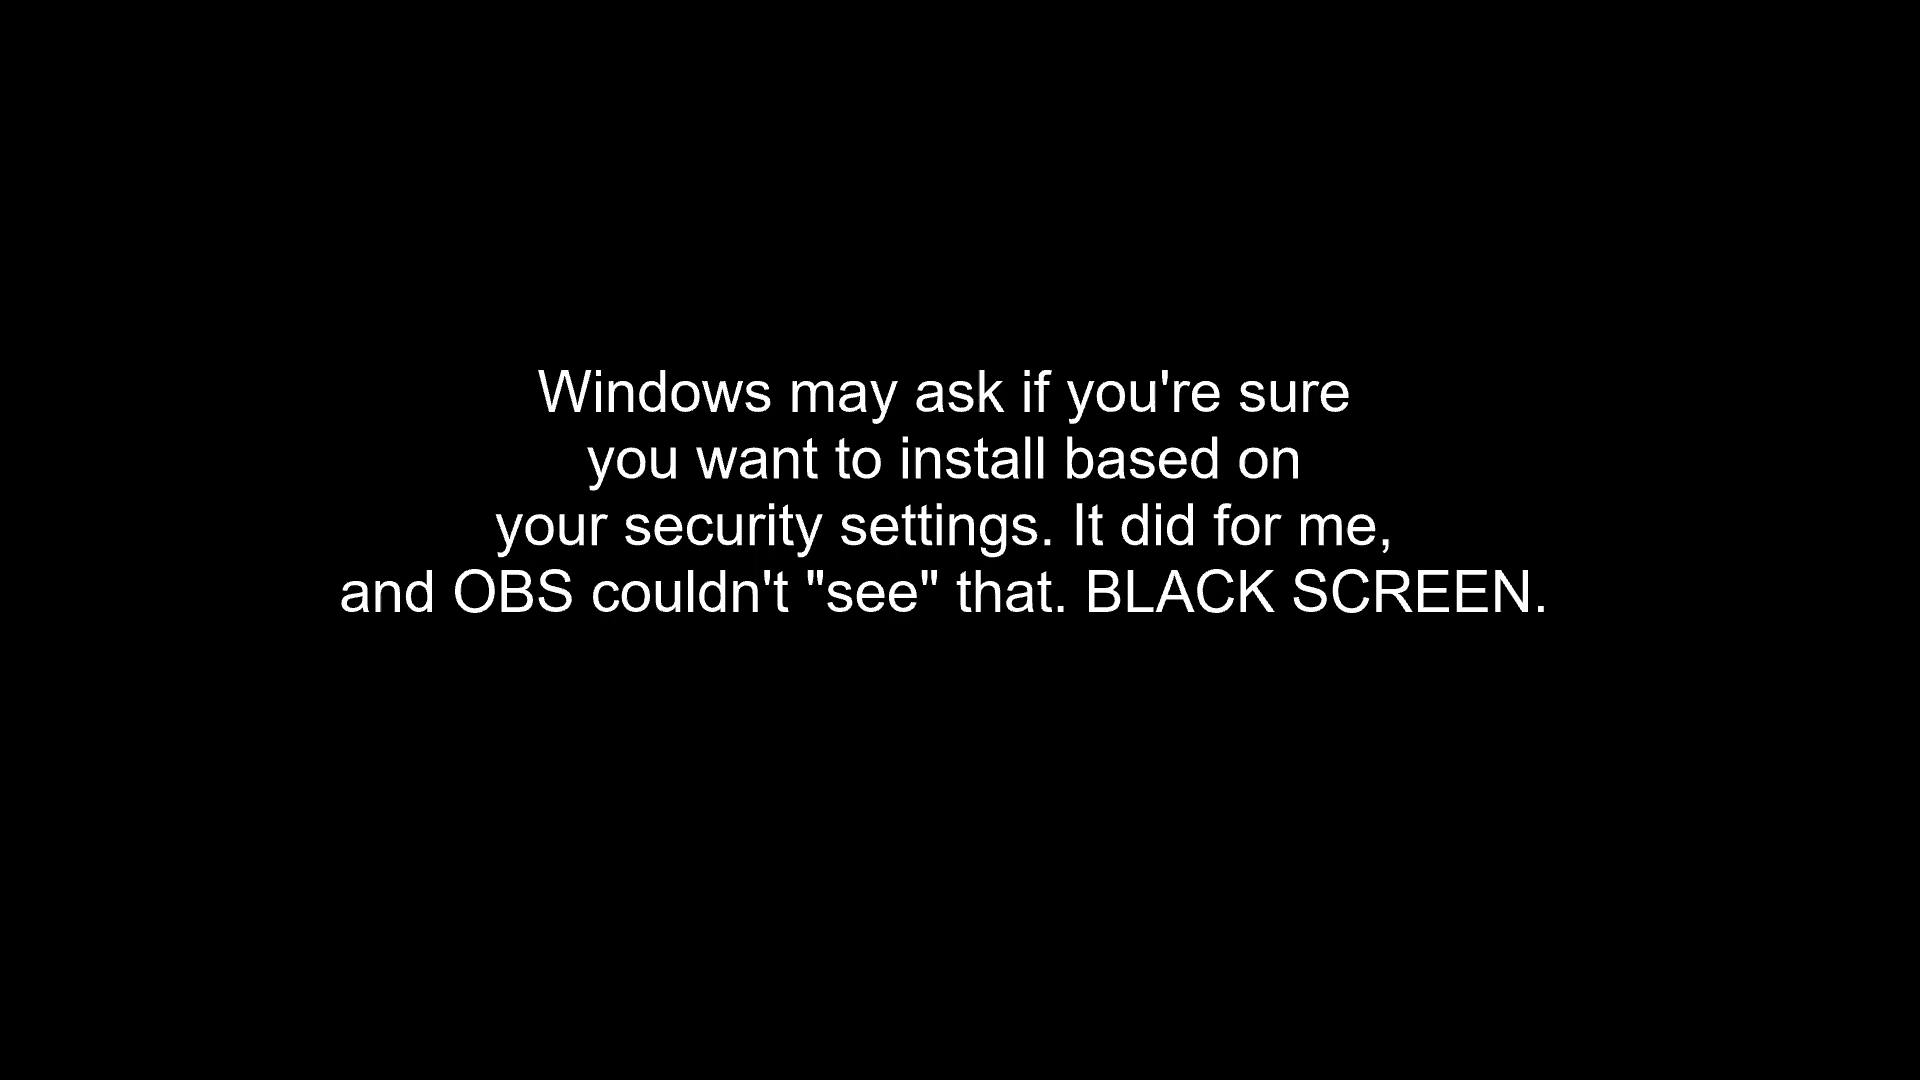 Windows may ask if you're sure
you want to install based on
your security settings. It did for me,
and OBS couldn't "see" that. BLACK SCREEN.